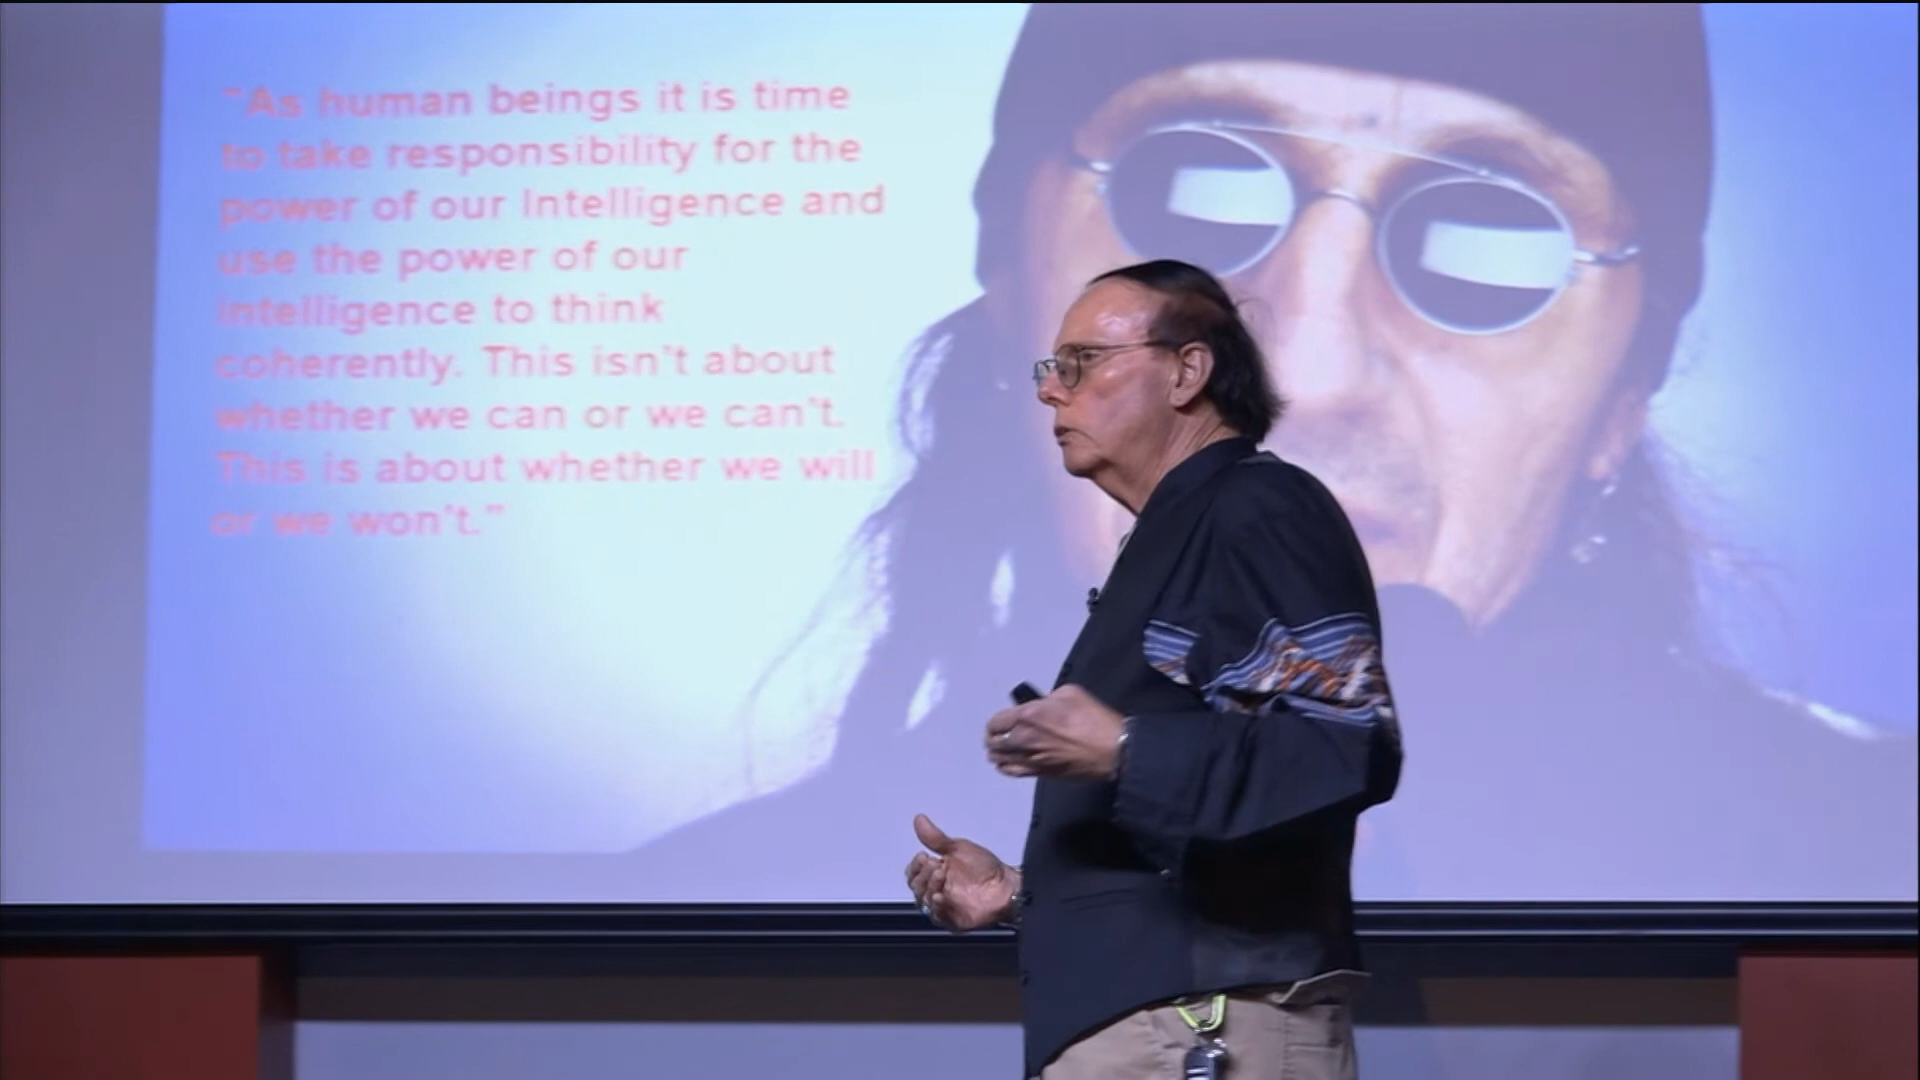 "As human beings it is time
to take responsibility for the
power of our Intelligence and
use the power of our
intelligence to think
coherently. This isn't about
whether we can or we can't.
This is about whether we will
or we won't."